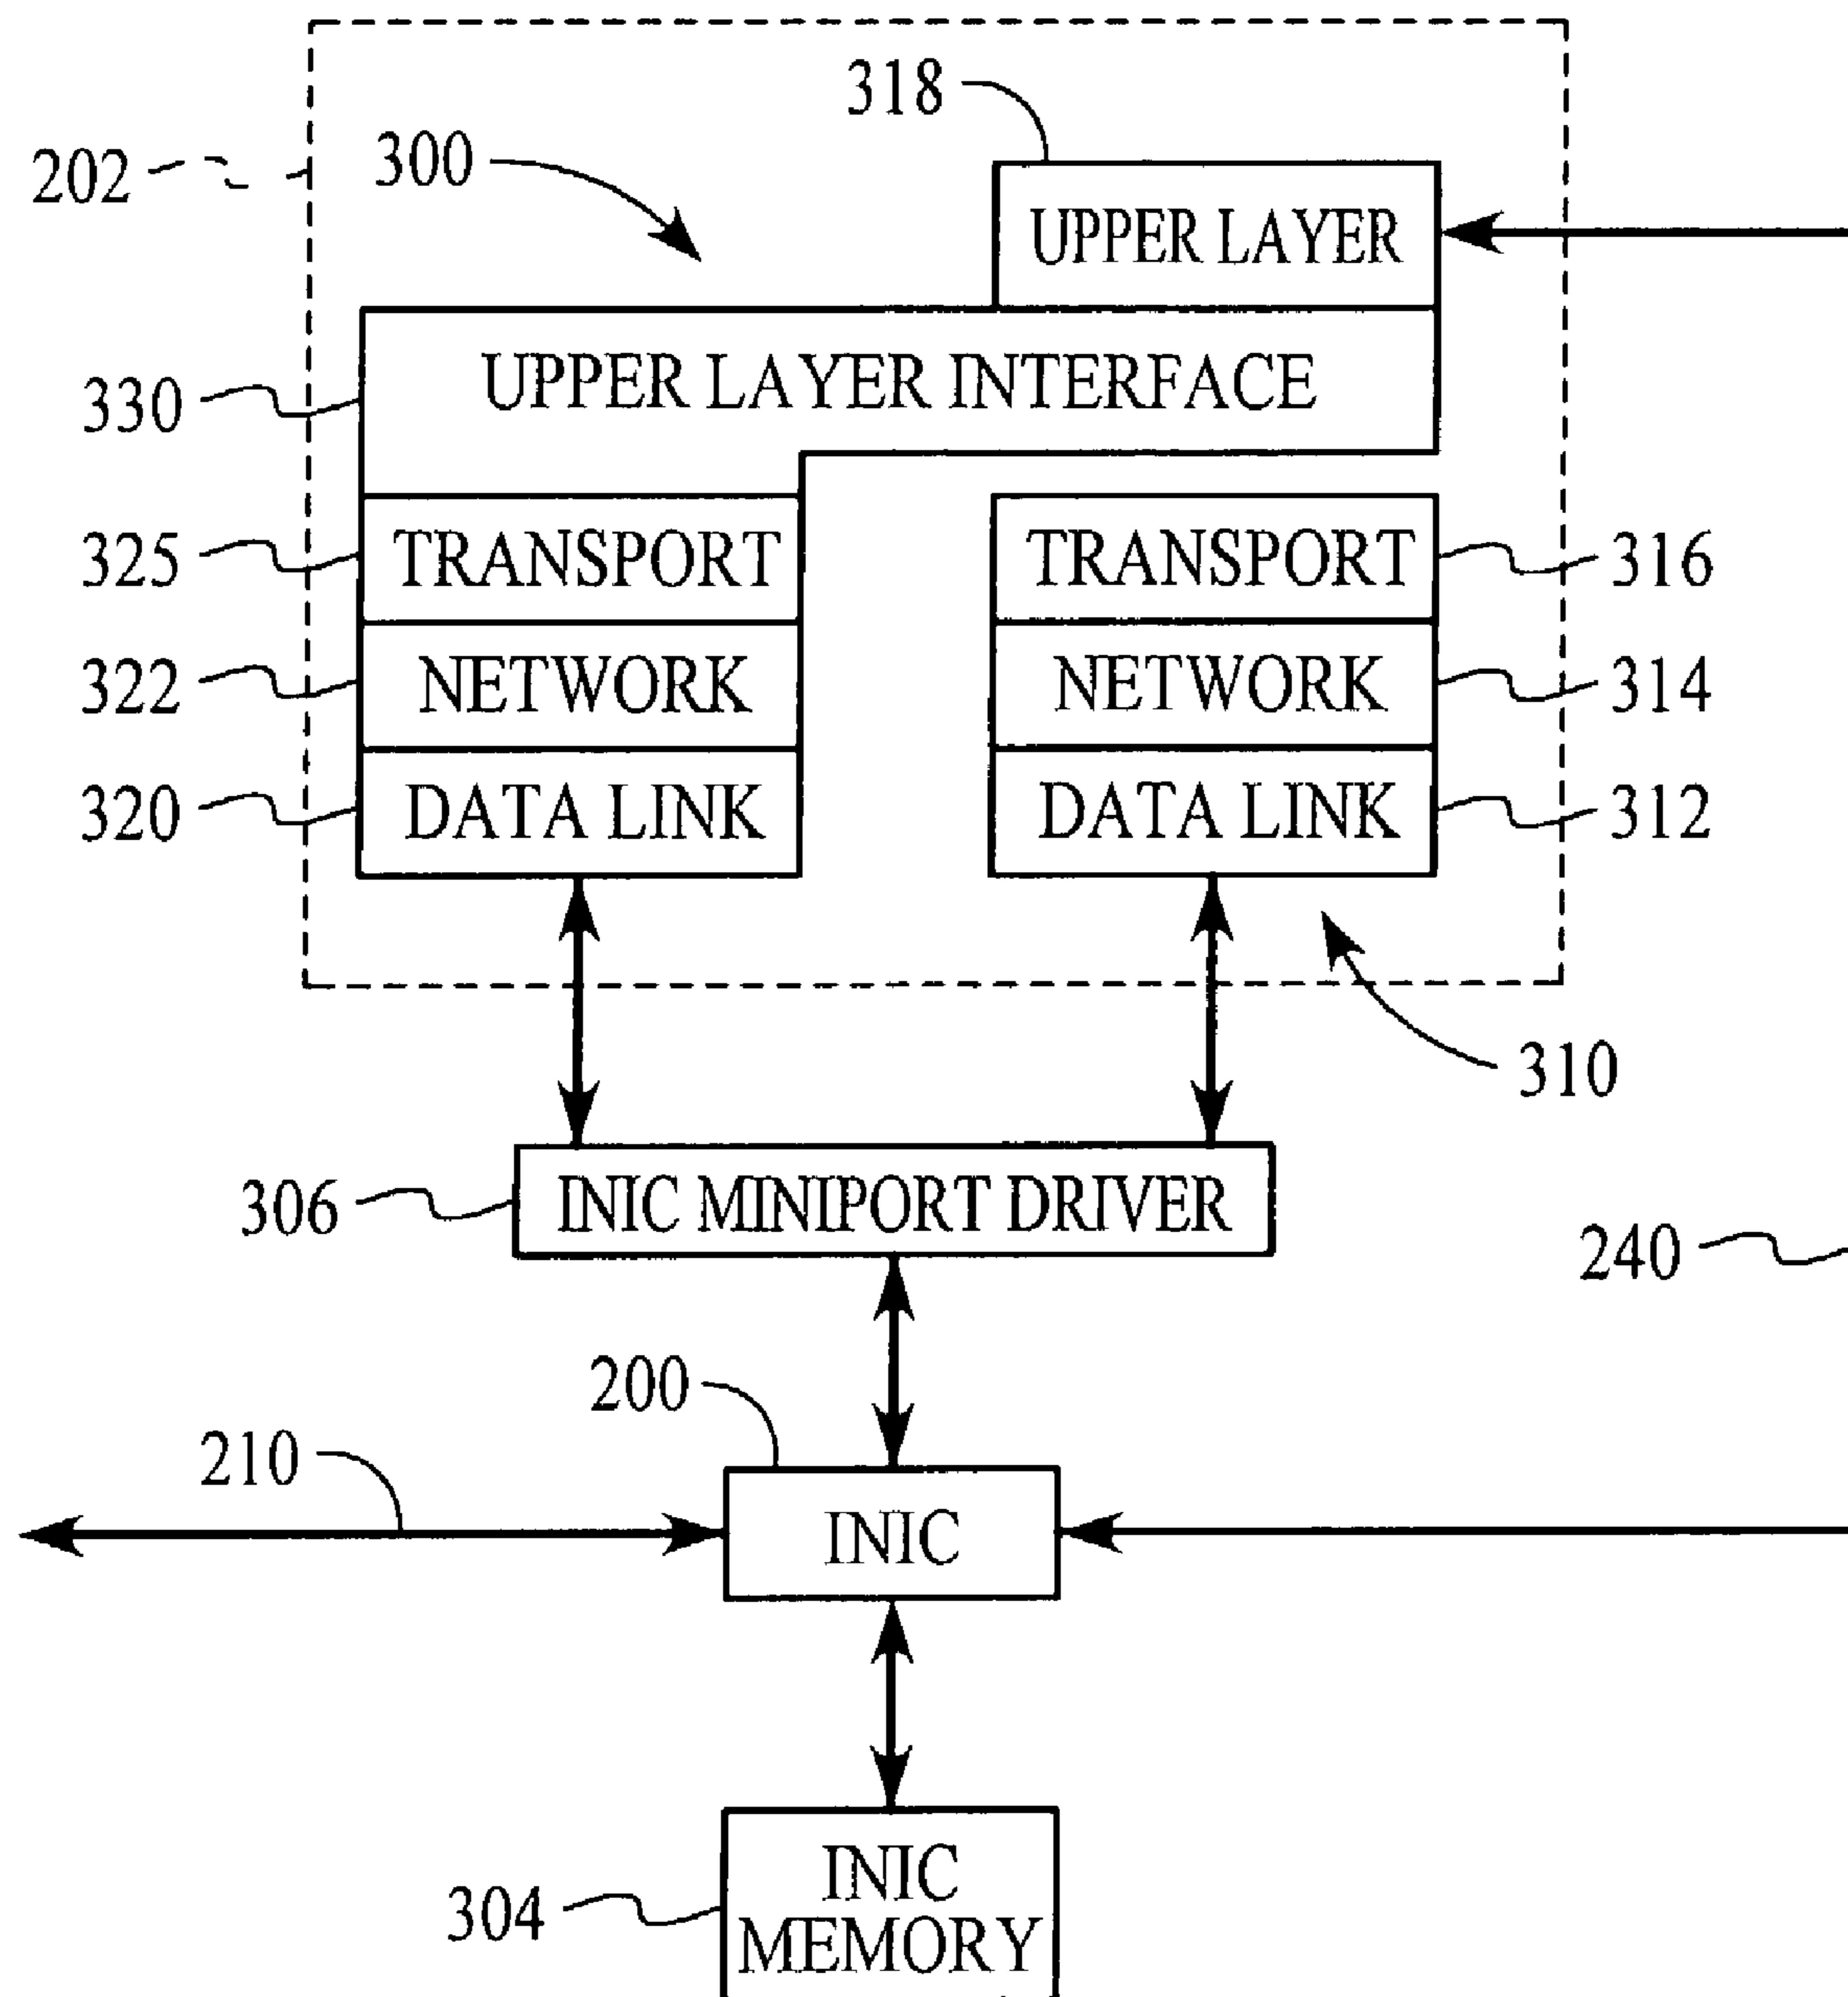 318
202
300
UPPER LAYER
330
UPPER LAYER INTERFACE
325
TRANSPORT
TRANSPORT
316
322
NETWORK
NETWORK
314
320
DATA LINK
DATA LINK
312
310
306
INIC MINIPORT DRIVER
240
200
210
INIC
304
INIC
MEMORY